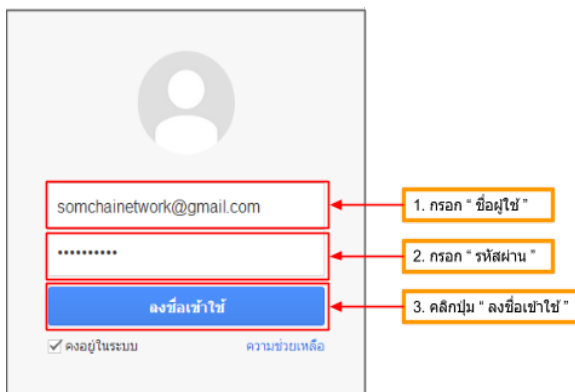 somchainetwork@gmail.com
1. กรอก “ ชื่อผู้ใช้ ”
••••••••••
2. กรอก “ รหัสผ่าน ”
ลงชื่อเข้าใช้
3. คลิกปุ่ม “ ลงชื่อเข้าใช้ ”
คงอยู่ในระบบ
ความช่วยเหลือ